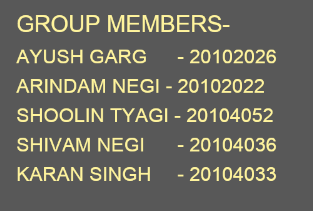 GROUP MEMBERS-
AYUSH GARG - 20102026
ARINDAM NEGI - 20102022
SHOOLIN TYAGI - 20104052
SHIVAM NEGI - 20104036
KARAN SINGH - 20104033